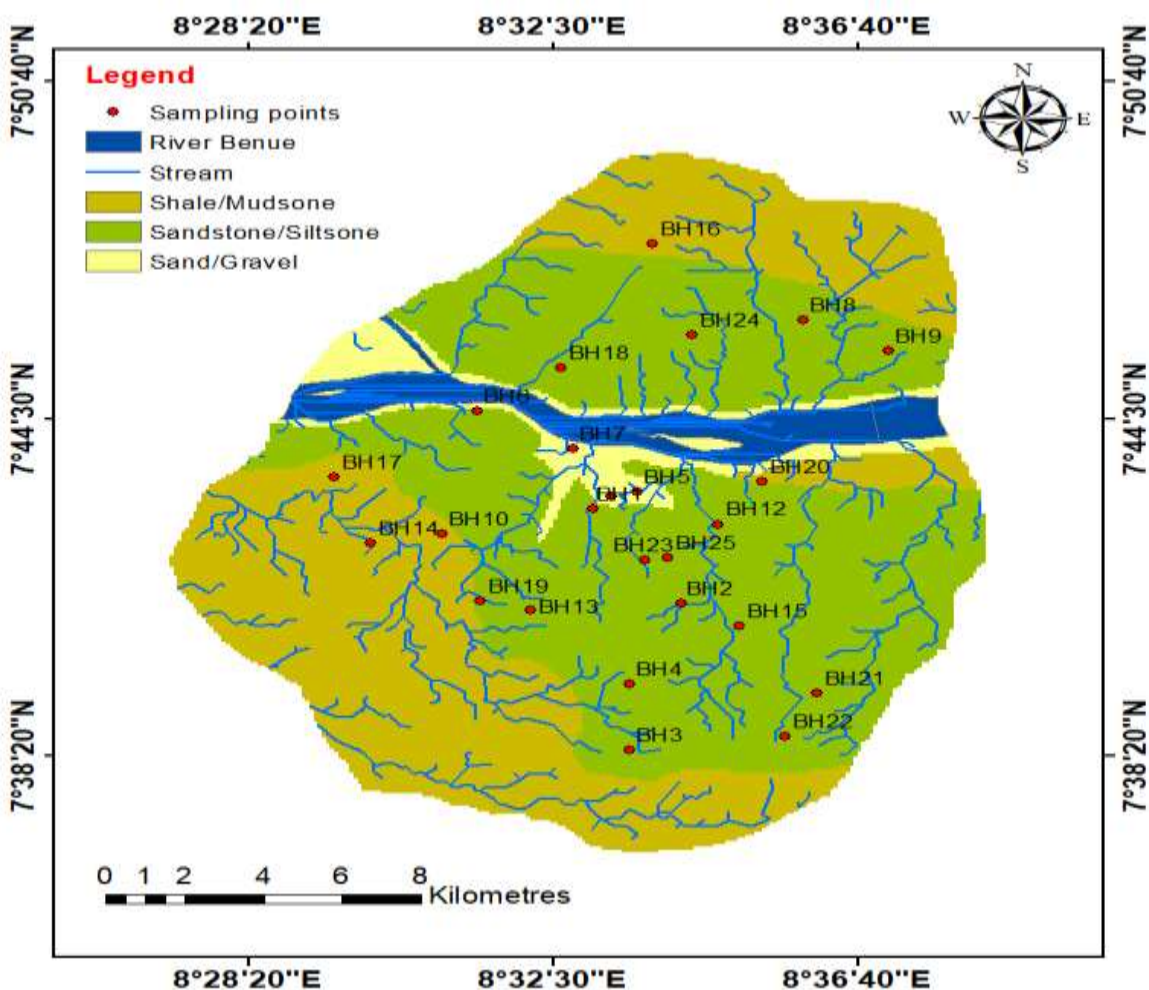 8°28'20"E 8°32'30"E 8°36'40"E
7°50'40"N 7°50'40"N
Legend
Sampling points
River Benue
Stream
Shale/Mudsone
Sandstone/Siltsone
Sand/Gravel
N
W E
S
BH16
BH8
BH24
BH9
BH18
7°44'30"N 7°44'30"N
BH6
BH7
BH17
BH20
BH5
BH1
BH12
BH10
BH14
BH23 BH25
BH19
BH13
BH2
BH15
BH4
BH21
BH22
BH3
7°38'20"N 7°38'20"N
0 1 2 4 6 8
Kilometres
8°28'20"E 8°32'30"E 8°36'40"E